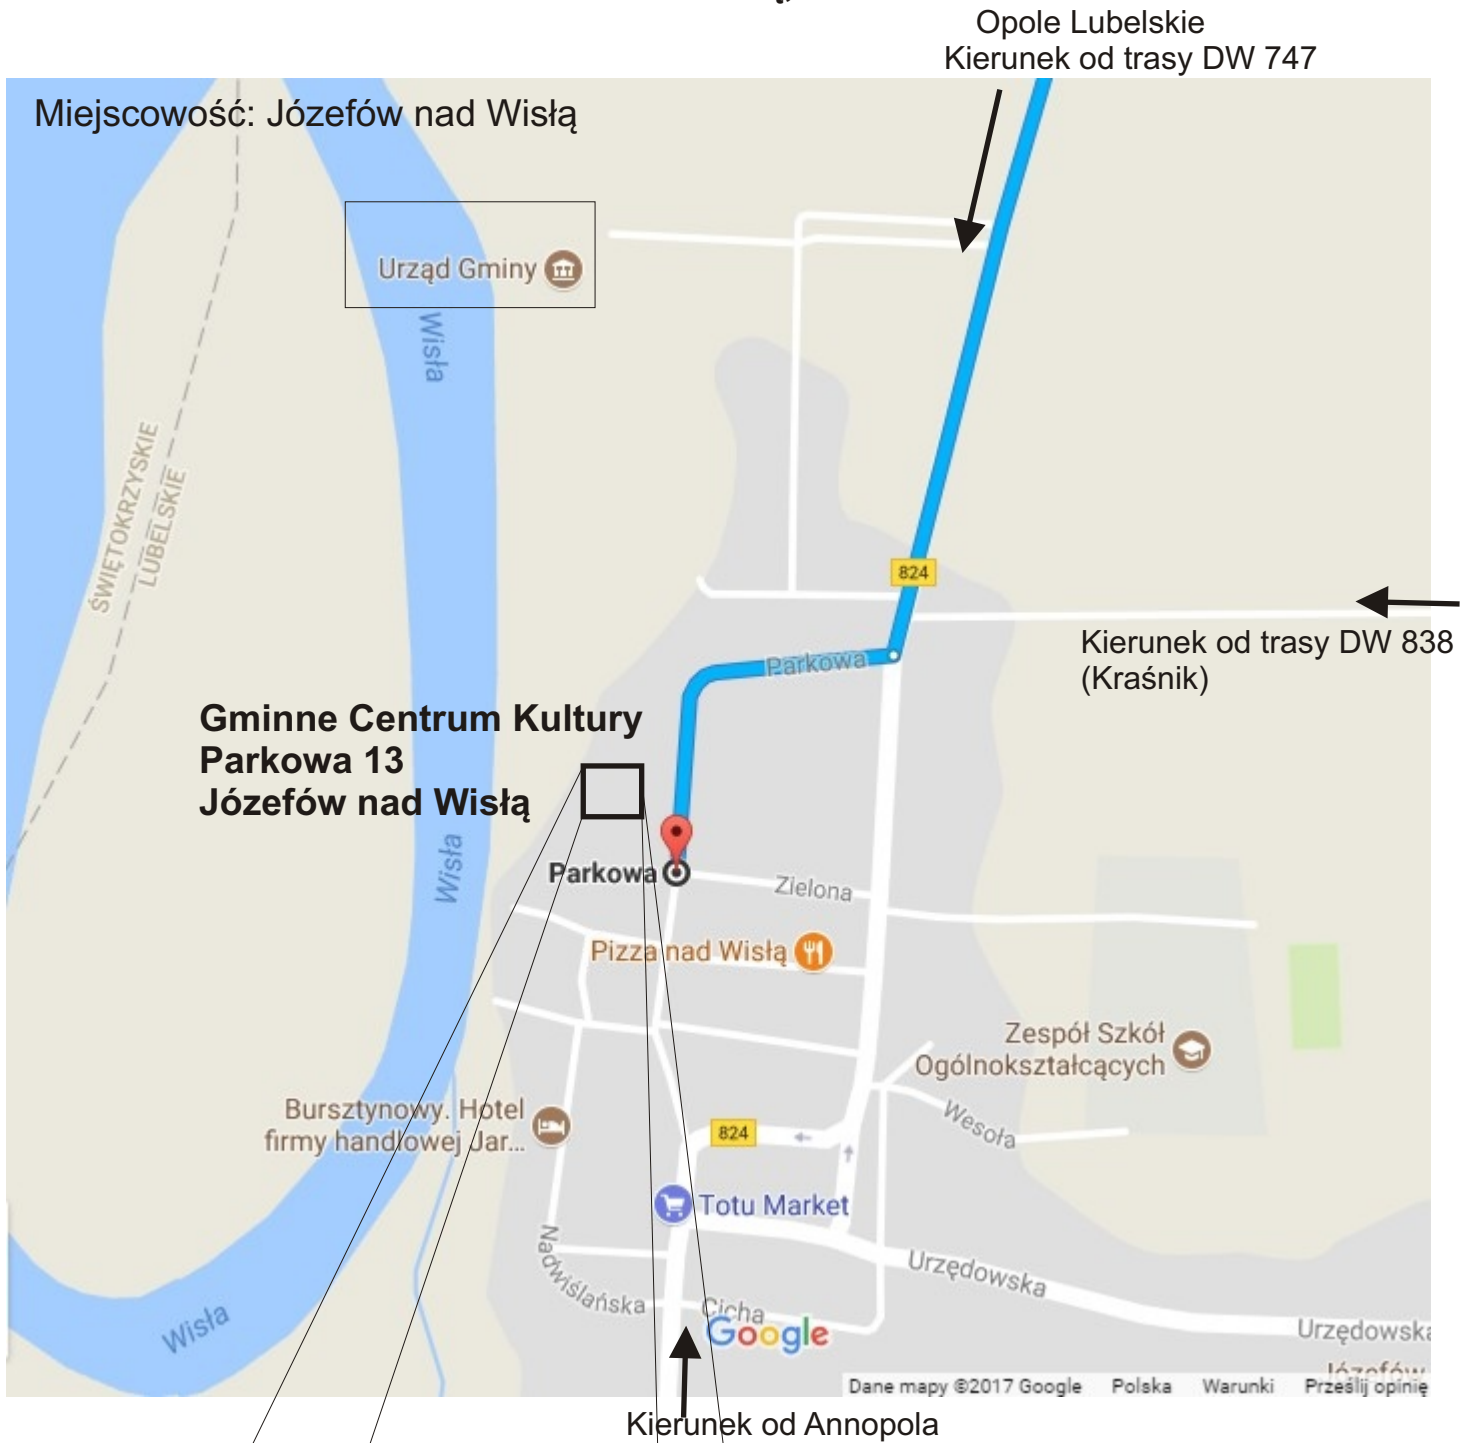 Opole Lubelskie
Kierunek od trasy DW 747
Miejscowość: Józefów nad Wisłą
Urząd Gminy
Wisła
ŚWIĘTOKRZYSKIE
LUBELSKIE
824
Kierunek od trasy DW 838
(Kraśnik)
Parkowa
Gminne Centrum Kultury
Parkowa 13
Józefów nad Wisłą
Wisła
Parkowa
Zielona
Pizza nad Wisłą
Zespół Szkół
Ogólnokształcących
Bursztynowy. Hotel
firmy handlowej Jar...
Wesoła
824
Totu Market
Nadwiślańska
Urzędowska
Cicha
Google
Wisła
Urzędowska
Józefów
Dane mapy ©2017 Google Polska Warunki Prześlij opinię
Kierunek od Annopola